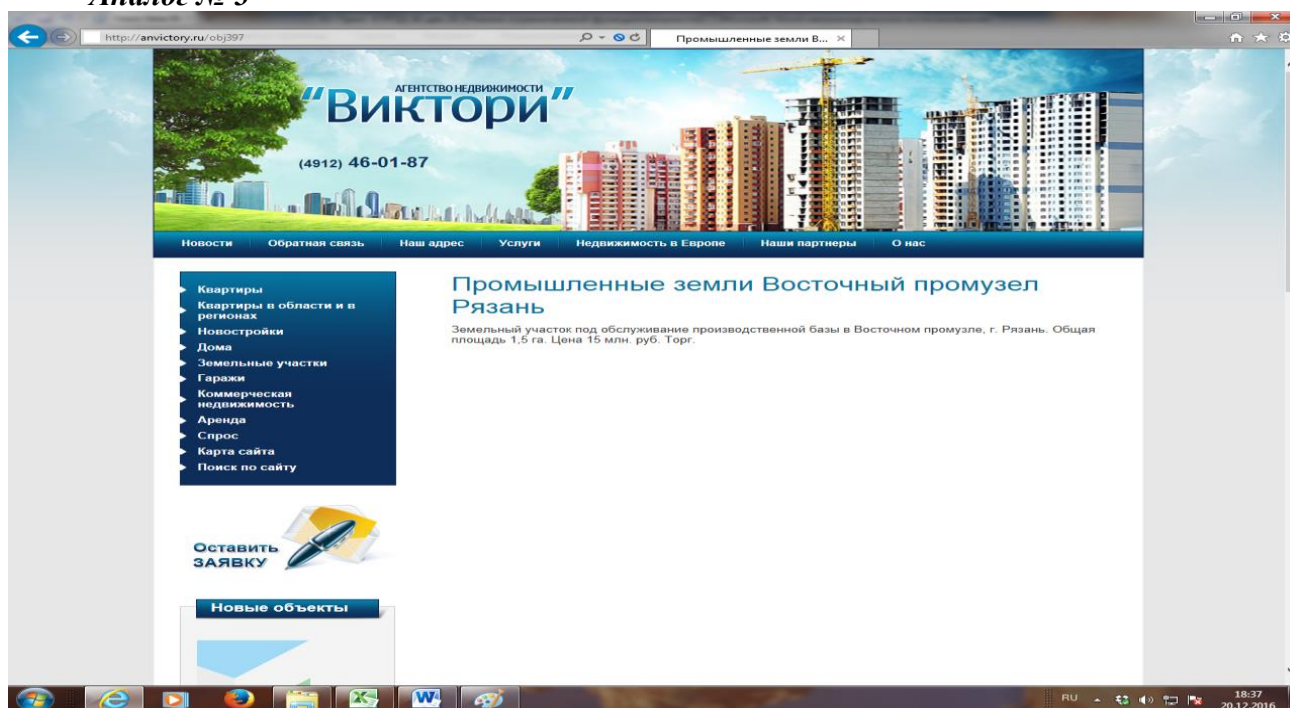 Аналог № 3
http://anvictory.ru/obj397
Промышленные земли В...
АГЕНТСТВО НЕДВИЖИМОСТИ
"Виктори"
(4912) 46-01-87
Новости Обратная связь Наш адрес Услуги Недвижимость в Европе Наши партнеры О нас
Квартиры
Квартиры в области и в
регионах
Новостройки
Дома
Земельные участки
Гаражи
Коммерческая
недвижимость
Аренда
Спрос
Карта сайта
Поиск по сайту
Оставить
ЗАЯВКУ
Новые объекты
Промышленные земли Восточный промузел
Рязань
Земельный участок под обслуживание производственной базы в Восточном промузле, г. Рязань. Общая
площадь 1,5 га. Цена 15 млн. руб. Торг.
RU
18:37
20.12.2016